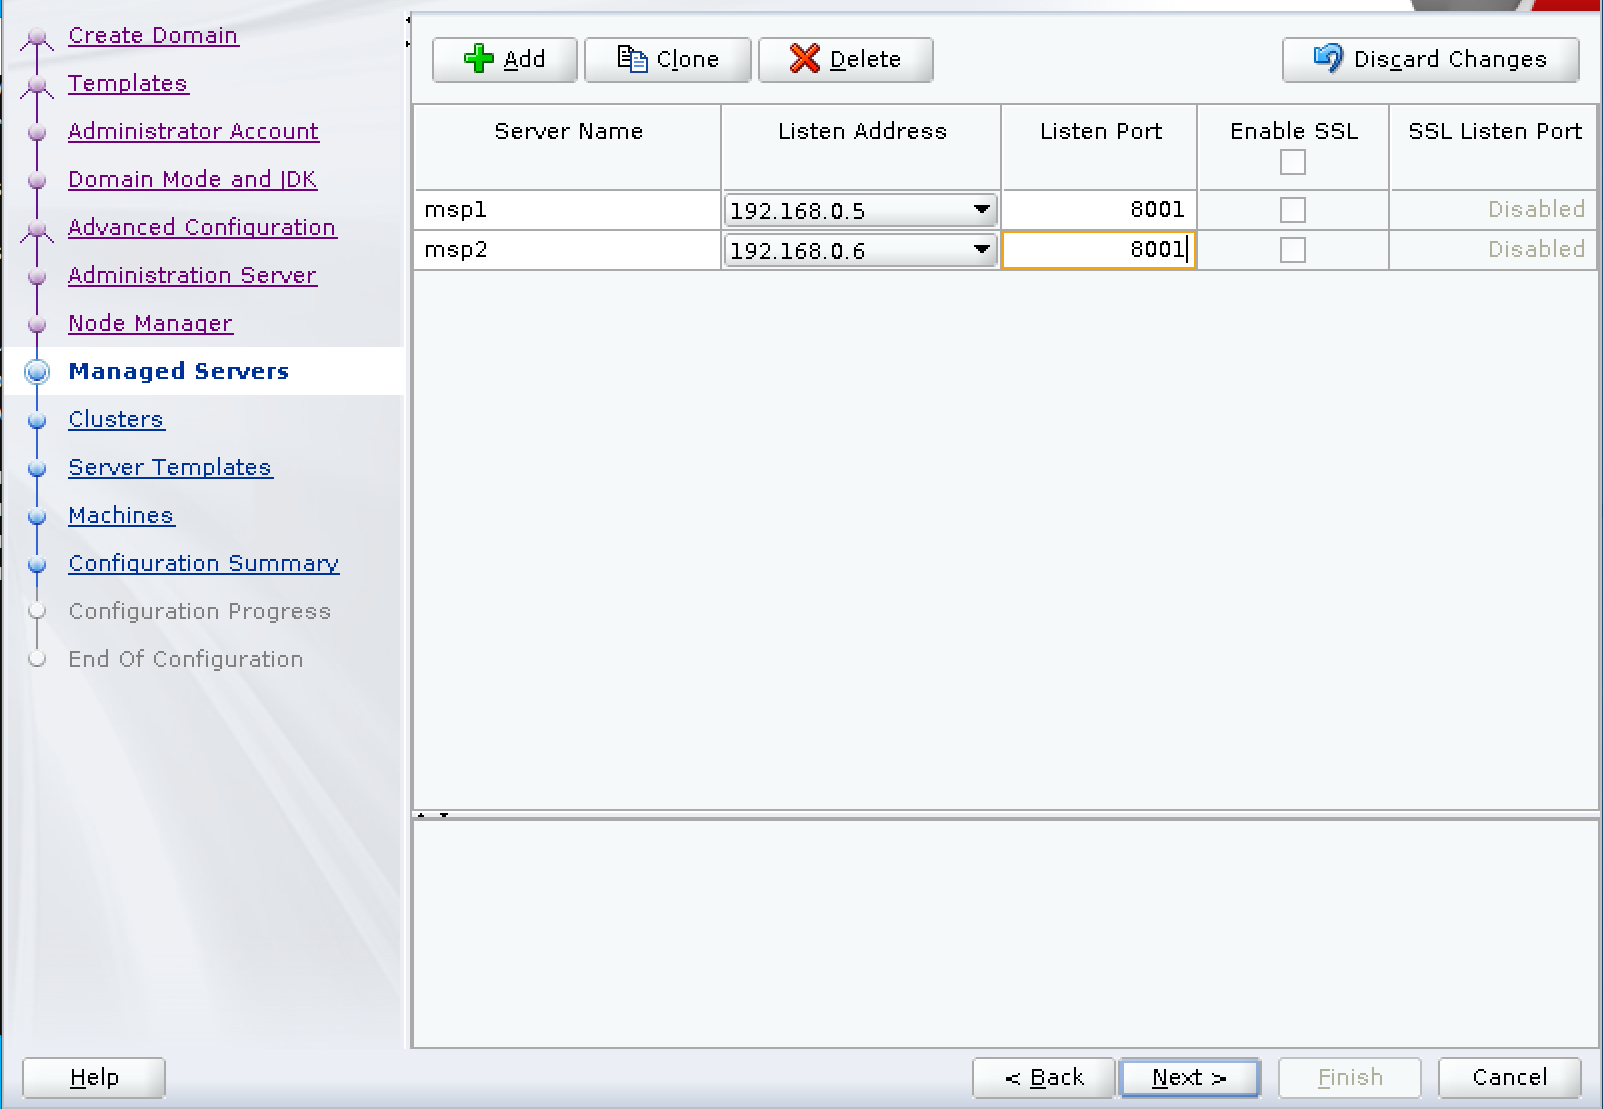 Create Domain
Templates
Administrator Account
Domain Mode and JDK
Advanced Configuration
Administration Server
Node Manager
Managed Servers
Clusters
Server Templates
Machines
Configuration Summary
Configuration Progress
End Of Configuration
Add Clone Delete Discard Changes
Server Name Listen Address Listen Port Enable SSL SSL Listen Port
msp1 192.168.0.5 8001 Disabled
msp2 192.168.0.6 8001 Disabled
Help < Back Next > Finish Cancel